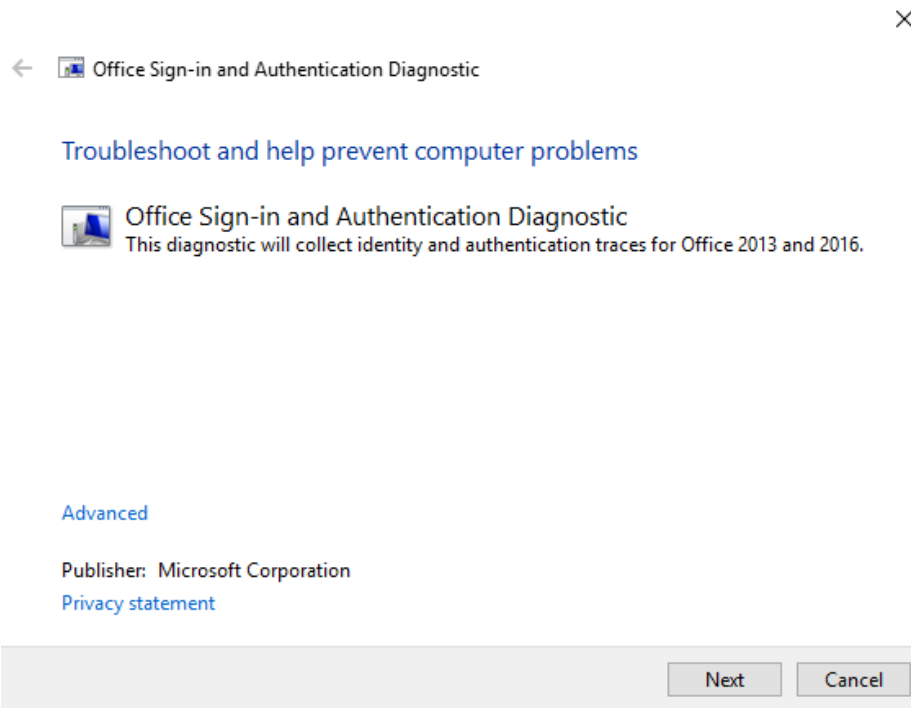 Office Sign-in and Authentication Diagnostic
Troubleshoot and help prevent computer problems
Office Sign-in and Authentication Diagnostic
This diagnostic will collect identity and authentication traces for Office 2013 and 2016.
Advanced
Publisher: Microsoft Corporation
Privacy statement
Next Cancel